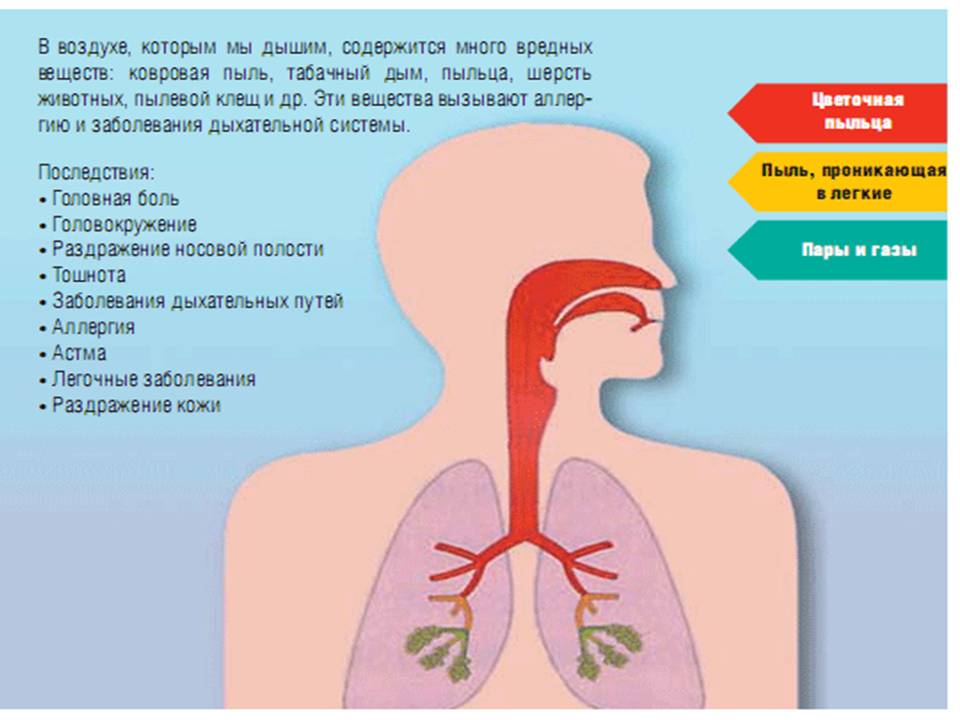 В воздухе, которым мы дышим, содержится много вредных
веществ: ковровая пыль, табачный дым, пыльца, шерсть
животных, пылевой клещ и др. Эти вещества вызывают аллер-
гию и заболевания дыхательной системы.
Последствия:
• Головная боль
• Головокружение
• Раздражение носовой полости
• Тошнота
• Заболевания дыхательных путей
• Аллергия
• Астма
• Легочные заболевания
• Раздражение кожи
Цветочная
пыльца
Пыль, проникающая
в легкие
Пары и газы